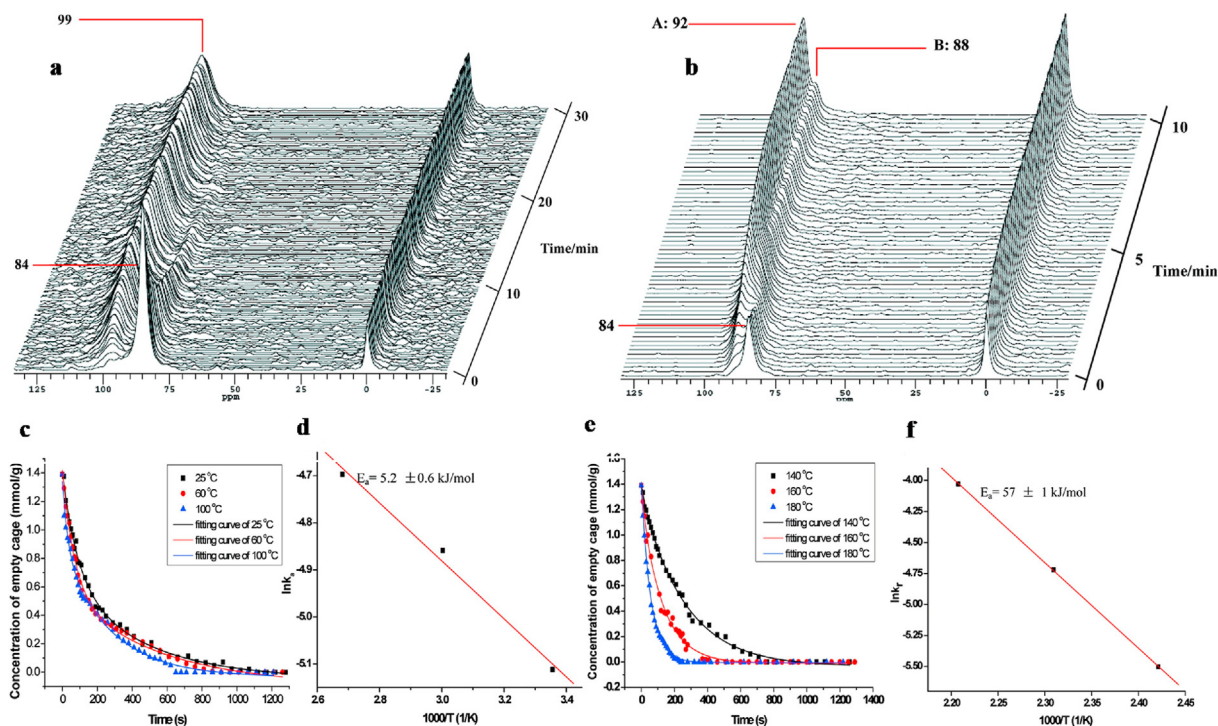 99
a
84
30
20
10
0
Time/min
125
100
75
50
25
0
-25
ppm
A: 92
B: 88
b
84
10
5
0
Time/min
125
100
75
50
25
0
-25
ppm
c
Concentration of empty cage (mmol/g)
1.4
1.2
1.0
0.8
0.6
0.4
0.2
0.0
25°C
60°C
100°C
fitting curve of 25°C
fitting curve of 60°C
fitting curve of 100°C
0 200 400 600 800 1000 1200
Time (s)
d
Ea= 5.2 ±0.6 kJ/mol
lnka
-4.7
-4.8
-4.9
-5.0
-5.1
2.6 2.8 3.0 3.2 3.4
1000/T (1/K)
e
Concentration of empty cage (mmol/g)
1.6
1.4
1.2
1.0
0.8
0.6
0.4
0.2
0.0
-0.2
140°C
160°C
180°C
fitting curve of 140°C
fitting curve of 160°C
fitting curve of 180°C
0 200 400 600 800 1000 1200 1400
Time (s)
f
Ea= 57 ± 1 kJ/mol
lnkr
-4.00
-4.25
-4.50
-4.75
-5.00
-5.25
-5.50
2.20 2.25 2.30 2.35 2.40 2.45
1000/T (1/K)